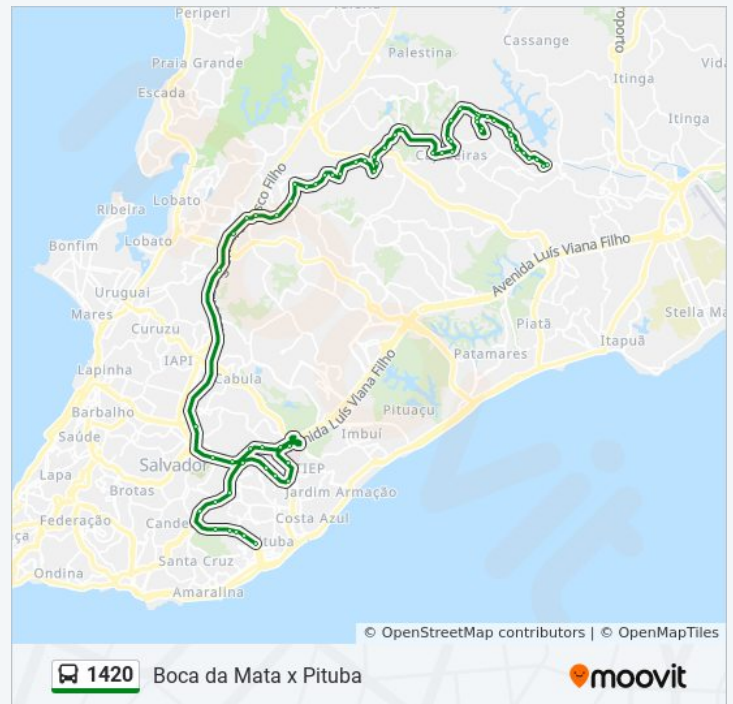 Periperi
Palestina
Cassange
Praia Grande
Itinga
Escada
Itinga
Ribeira
Lobato
Bonfim
Lobato
Avenida Luís Viana Filho
Uruguai
Mares
Curuzu
Piatã
Stella Ma
Itapuã
IAPI
Lapinha
Cabula
Patamares
Barbalho
Pituaçu
Saúde
Imbuí
Salvador
Lapa
Brotas
Jardim Armação
Federação
Costa Azul
Santa Cruz
Ondina
Amaralina
© OpenStreetMap contributors | © OpenMapTiles
1420 Boca da Mata x Pituba
moovit